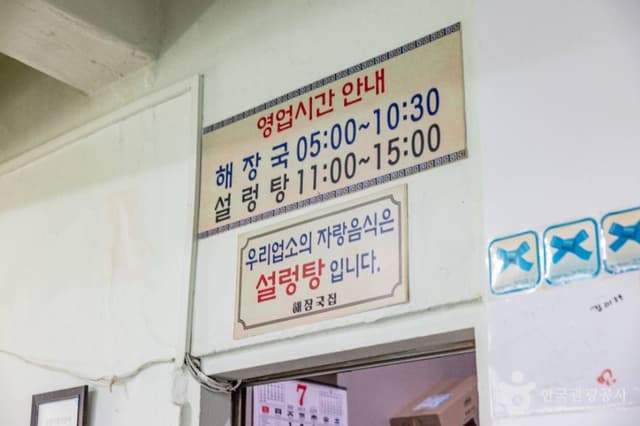 영업시간 안내
해장국 05:00~10:30
설렁탕 11:00~15:00
우리업소의 자랑음식은
설렁탕 입니다.
해장국집
7
한국관광공사